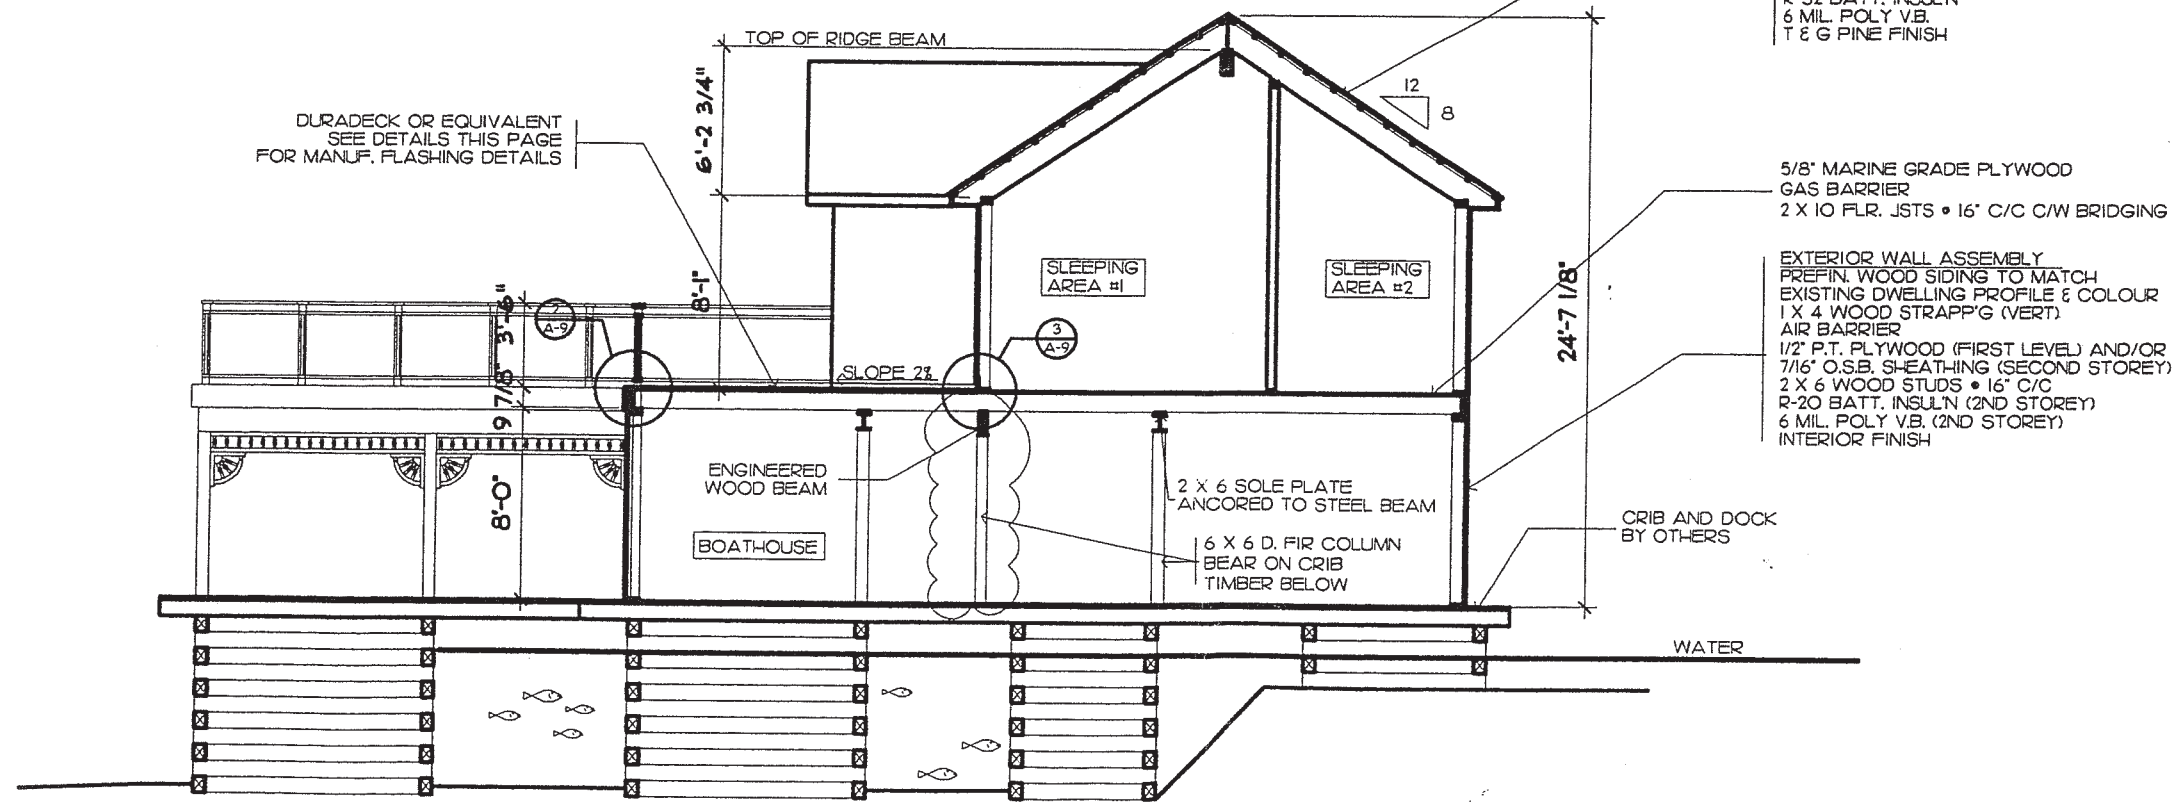 6 MIL. POLY V.B.
T & G PINE FINISH
TOP OF RIDGE BEAM
6'-2 3/4"
12
8
DURADECK OR EQUIVALENT
SEE DETAILS THIS PAGE
FOR MANUF. FLASHING DETAILS
5/8" MARINE GRADE PLYWOOD
GAS BARRIER
2 X 10 FLR. JSTS @ 16" C/C C/W BRIDGING
SLEEPING
AREA #1
SLEEPING
AREA #2
8'-1"
24'-7 1/8"
EXTERIOR WALL ASSEMBLY
PREFIN. WOOD SIDING TO MATCH
EXISTING DWELLING PROFILE & COLOUR
1 X 4 WOOD STRAPP'G (VERT)
AIR BARRIER
1/2" P.T. PLYWOOD (FIRST LEVEL) AND/OR
7/16" O.S.B. SHEATHING (SECOND STOREY)
2 X 6 WOOD STUDS @ 16" C/C
R-20 BATT. INSUL'N (2ND STOREY)
6 MIL. POLY V.B. (2ND STOREY)
INTERIOR FINISH
3'-6"
2
A-9
3
A-9
SLOPE 2%
9 7/8"
8'-0"
ENGINEERED
WOOD BEAM
2 X 6 SOLE PLATE
ANCORED TO STEEL BEAM
BOATHOUSE
6 X 6 D. FIR COLUMN
BEAR ON CRIB
TIMBER BELOW
CRIB AND DOCK
BY OTHERS
WATER